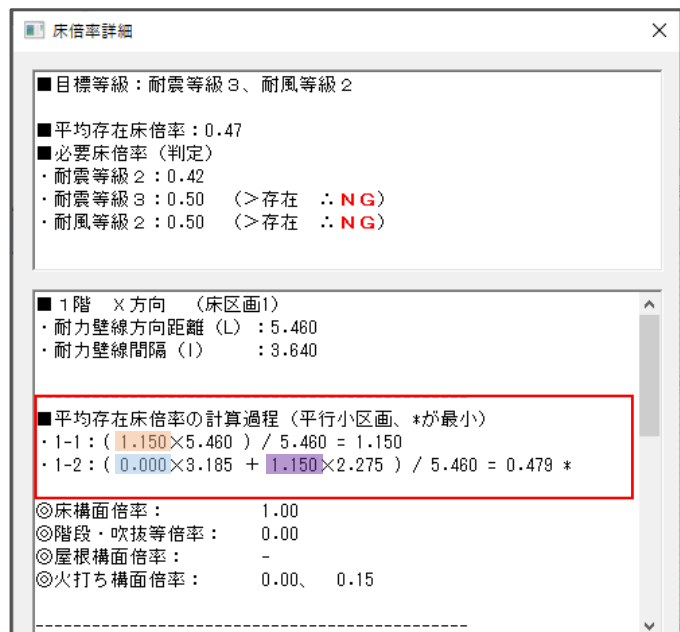 床倍率詳細
■目標等級：耐震等級３、耐風等級２
■平均存在床倍率：0.47
■必要床倍率（判定）
・耐震等級２：0.42
・耐震等級３：0.50　（＞存在　∴ＮＧ）
・耐風等級２：0.50　（＞存在　∴ＮＧ）
■１階　Ｘ方向　（床区画1）
・耐力壁線方向距離（L）：5.460
・耐力壁線間隔（l）　　：3.640
■平均存在床倍率の計算過程（平行小区画、*が最小）
・1-1：( 1.150×5.460 ) / 5.460 = 1.150
・1-2：( 0.000×3.185 + 1.150×2.275 ) / 5.460 = 0.479 *
◎床構面倍率：　　　　1.00
◎階段・吹抜等倍率：　0.00
◎屋根構面倍率：　　　-
◎火打ち構面倍率：　　0.00、　0.15
--------------------------------------------